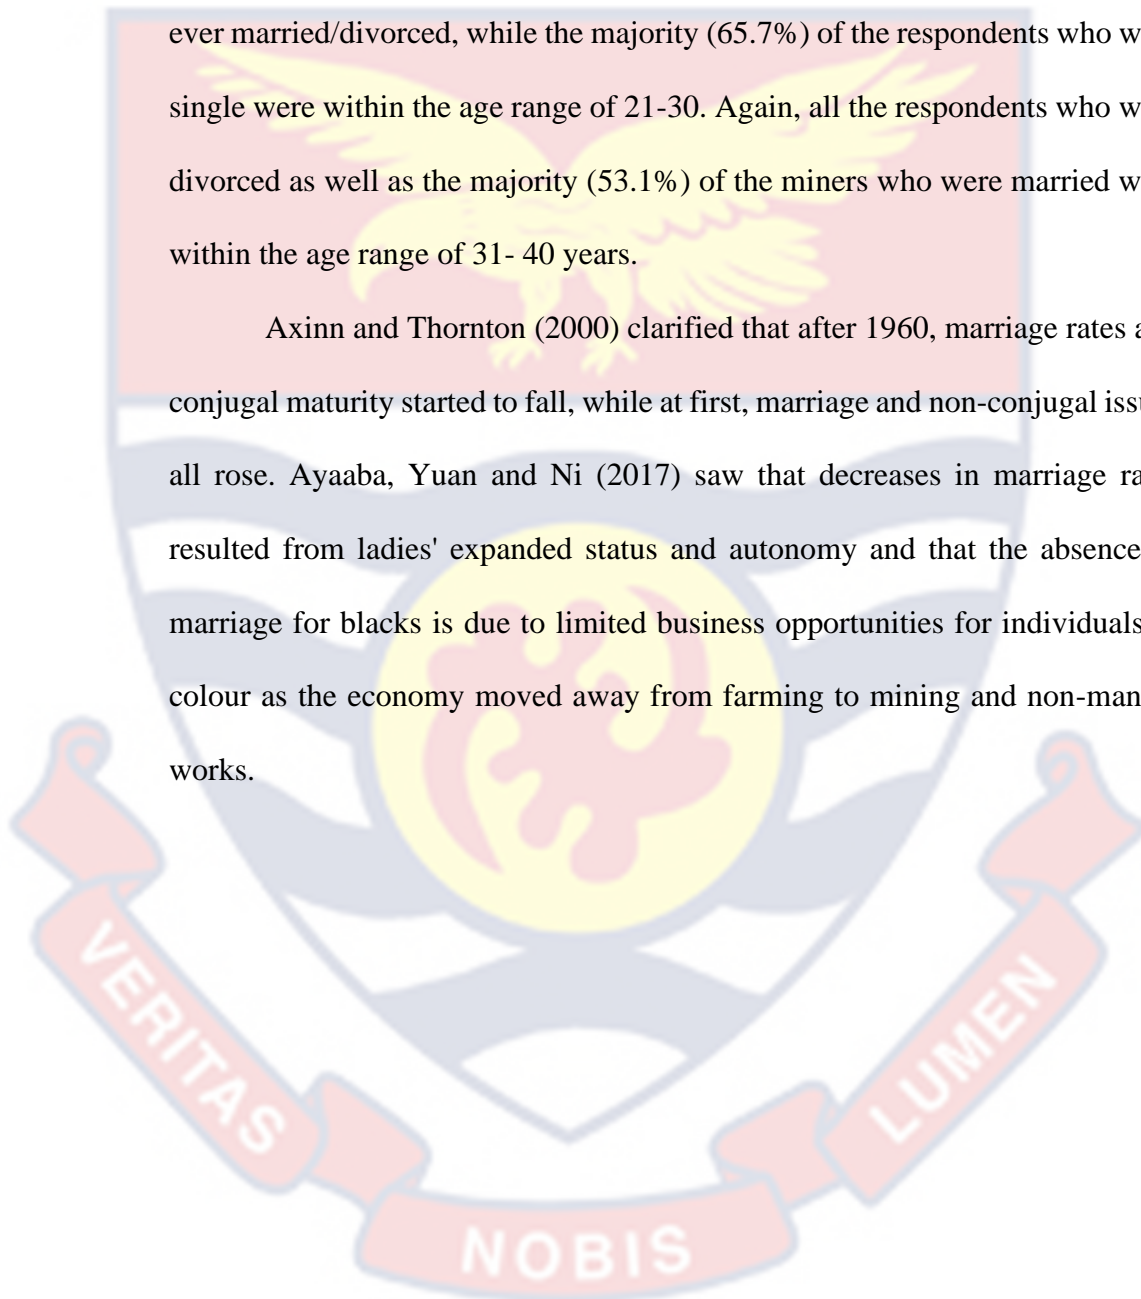 ever married/divorced, while the majority (65.7%) of the respondents who w
single were within the age range of 21-30. Again, all the respondents who w
divorced as well as the majority (53.1%) of the miners who were married w
within the age range of 31- 40 years.
Axinn and Thornton (2000) clarified that after 1960, marriage rates a
conjugal maturity started to fall, while at first, marriage and non-conjugal iss
all rose. Ayaaba, Yuan and Ni (2017) saw that decreases in marriage ra
resulted from ladies' expanded status and autonomy and that the absence
marriage for blacks is due to limited business opportunities for individuals
colour as the economy moved away from farming to mining and non-man
works.
VERITAS
NOBIS
LUMEN